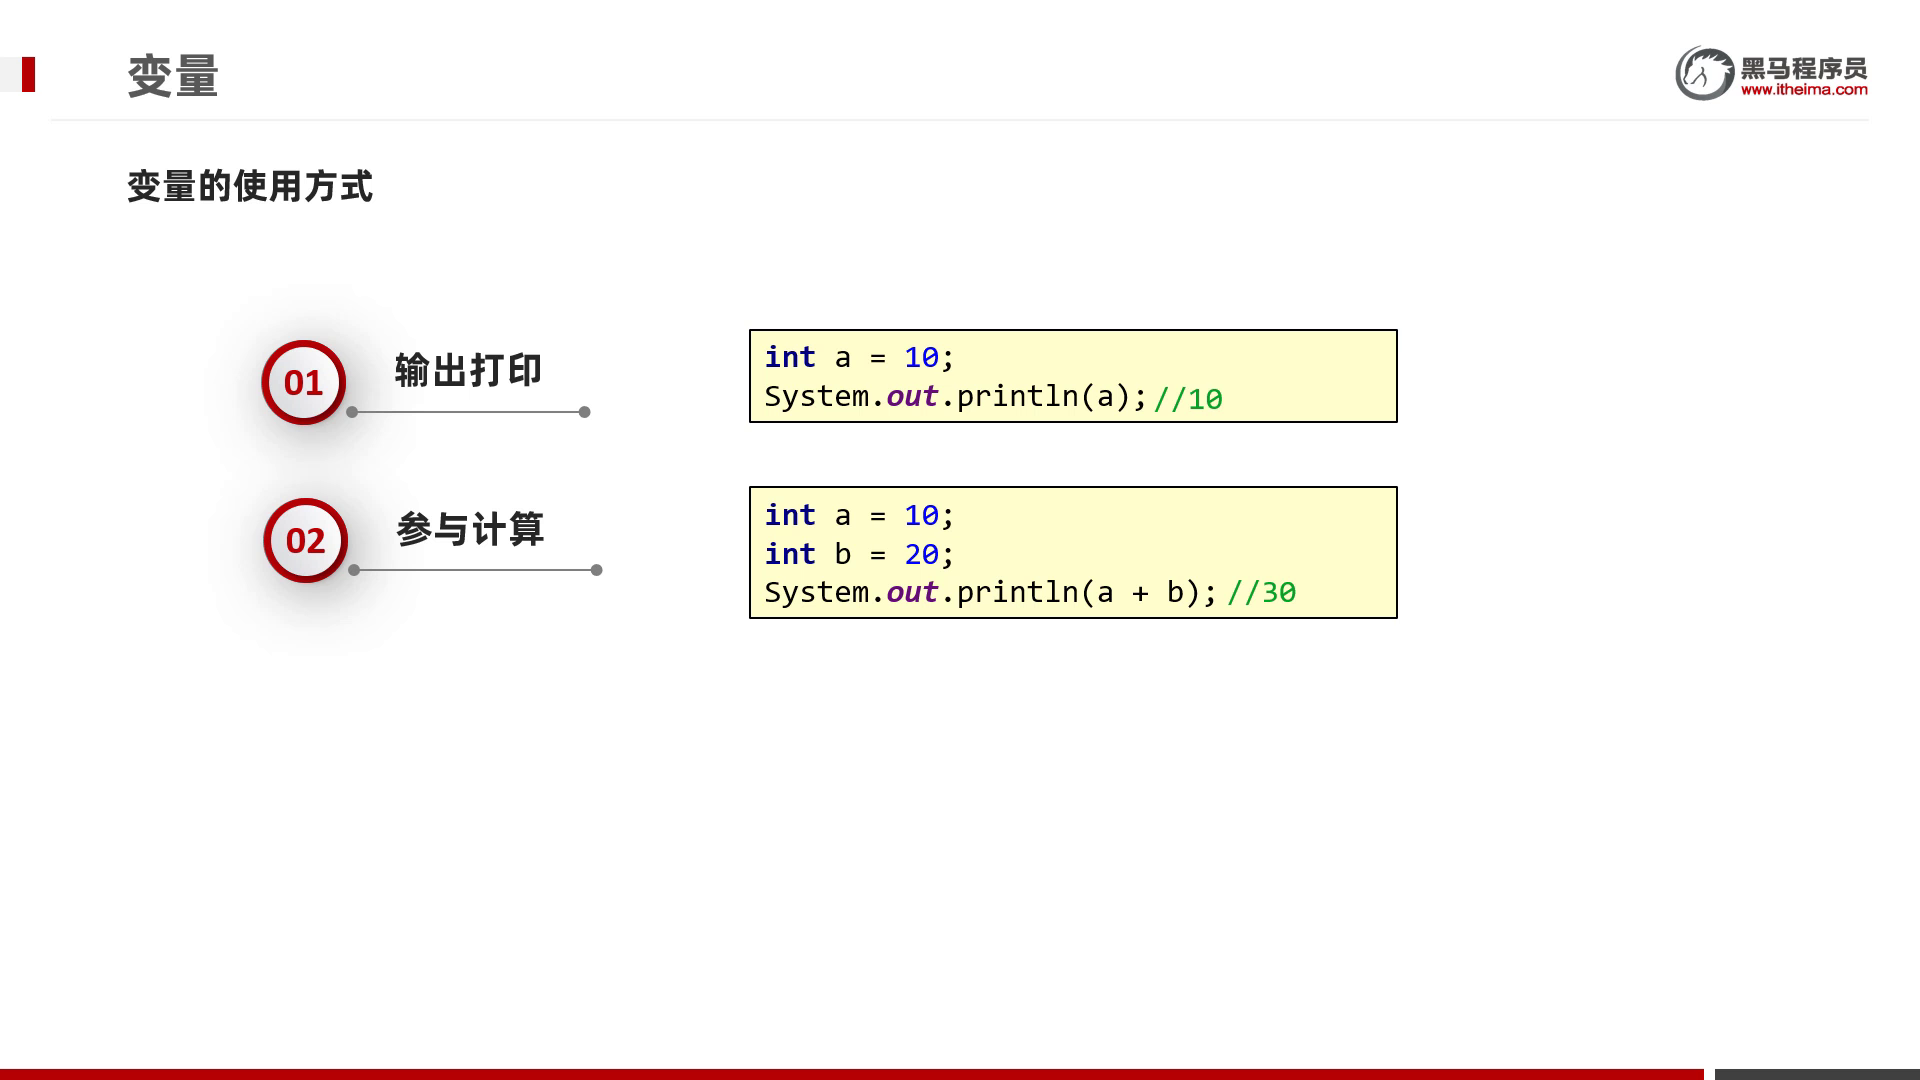 变量
黑马程序员
www.itheima.com
变量的使用方式
01
输出打印
int a = 10;
System.out.println(a); //10
02
参与计算
int a = 10;
int b = 20;
System.out.println(a + b); //30